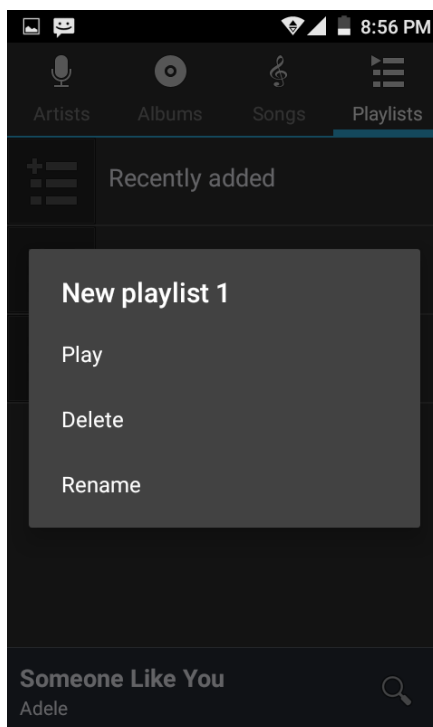 8:56 PM
Artists Albums Songs Playlists
Recently added
New playlist 1
Play
Delete
Rename
Someone Like You
Adele